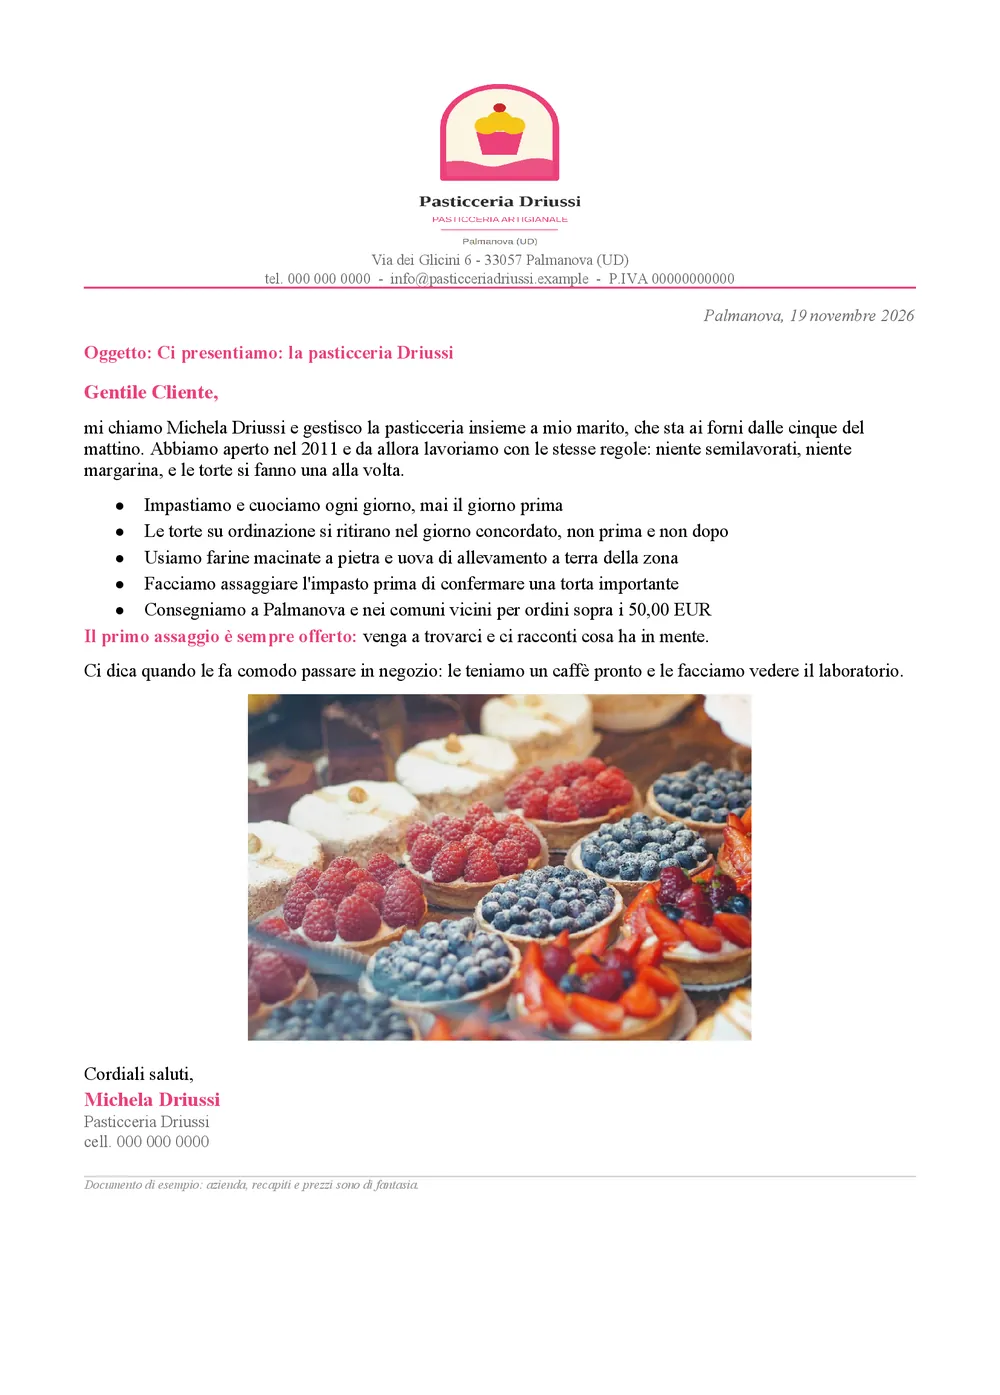 Pasticceria Driussi
PASTICCERIA ARTIGIANALE
Palmanova (UD)
Via dei Glicini 6 - 33057 Palmanova (UD)
tel. 000 000 0000 - info@pasticceriadriussi.example - P.IVA 00000000000
Palmanova, 19 novembre 2026
Oggetto: Ci presentiamo: la pasticceria Driussi
Gentile Cliente,
mi chiamo Michela Driussi e gestisco la pasticceria insieme a mio marito, che sta ai forni dalle cinque del
mattino. Abbiamo aperto nel 2011 e da allora lavoriamo con le stesse regole: niente semilavorati, niente
margarina, e le torte si fanno una alla volta.
● Impastiamo e cuociamo ogni giorno, mai il giorno prima
● Le torte su ordinazione si ritirano nel giorno concordato, non prima e non dopo
● Usiamo farine macinate a pietra e uova di allevamento a terra della zona
● Facciamo assaggiare l'impasto prima di confermare una torta importante
● Consegniamo a Palmanova e nei comuni vicini per ordini sopra i 50,00 EUR
Il primo assaggio è sempre offerto: venga a trovarci e ci racconti cosa ha in mente.
Ci dica quando le fa comodo passare in negozio: le teniamo un caffè pronto e le facciamo vedere il laboratorio.
Cordiali saluti,
Michela Driussi
Pasticceria Driussi
cell. 000 000 0000
Documento di esempio: azienda, recapiti e prezzi sono di fantasia.